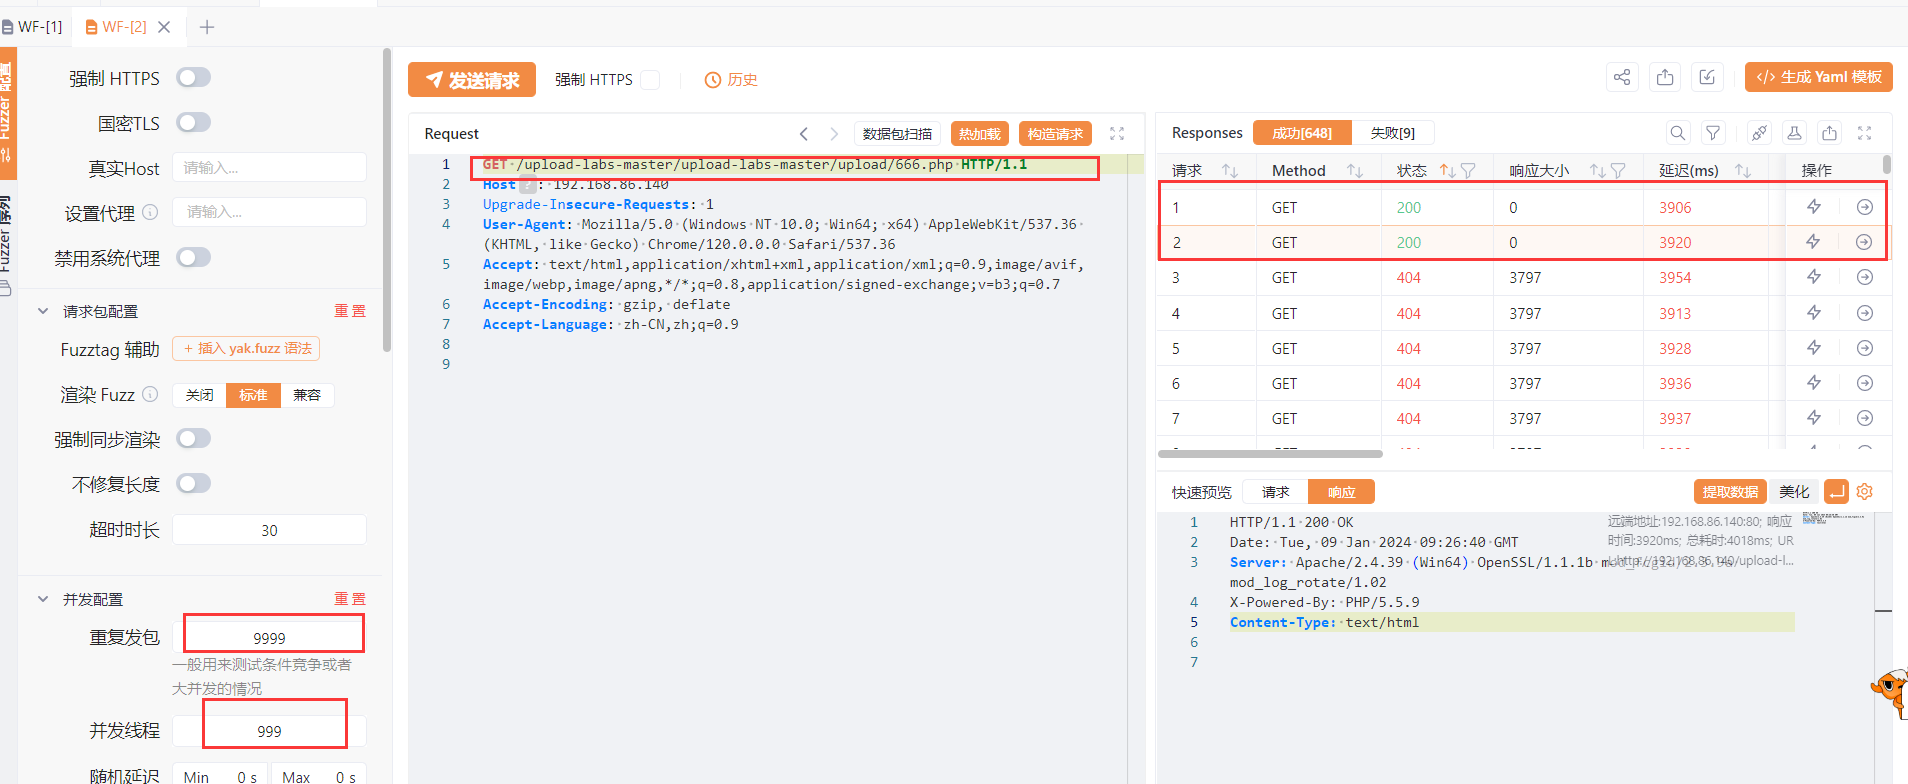 WF-[1]
WF-[2]
Fuzzer 配置
Fuzzer 序列
强制 HTTPS
国密TLS
真实Host 请输入...
设置代理 请输入...
禁用系统代理
请求包配置 重置
Fuzztag 辅助 + 插入 yak.fuzz 语法
渲染 Fuzz 关闭 标准 兼容
强制同步渲染
不修复长度
超时时长 30
并发配置 重置
重复发包 9999
一般用来测试条件竞争或者
大并发的情况
并发线程 999
随机延迟 Min 0 s Max 0 s
发送请求 强制 HTTPS 历史
</> 生成 Yaml 模板
Request 数据包扫描 热加载 构造请求
1 GET /upload-labs-master/upload-labs-master/upload/666.php HTTP/1.1
2 Host ? : 192.168.86.140
3 Upgrade-Insecure-Requests: 1
4 User-Agent: Mozilla/5.0 (Windows NT 10.0; Win64; x64) AppleWebKit/537.36
(KHTML, like Gecko) Chrome/120.0.0.0 Safari/537.36
5 Accept: text/html,application/xhtml+xml,application/xml;q=0.9,image/avif,
image/webp,image/apng,*/*;q=0.8,application/signed-exchange;v=b3;q=0.7
6 Accept-Encoding: gzip, deflate
7 Accept-Language: zh-CN,zh;q=0.9
8
9
Responses 成功[648] 失败[9]
请求 Method 状态 响应大小 延迟(ms) 操作
1 GET 200 0 3906
2 GET 200 0 3920
3 GET 404 3797 3954
4 GET 404 3797 3913
5 GET 404 3797 3928
6 GET 404 3797 3936
7 GET 404 3797 3937
快速预览 请求 响应 提取数据 美化
远端地址:192.168.86.140:80; 响应
时间:3920ms; 总耗时:4018ms; UR
L:http://192.168.86.140/upload-l...
1 HTTP/1.1 200 OK
2 Date: Tue, 09 Jan 2024 09:26:40 GMT
3 Server: Apache/2.4.39 (Win64) OpenSSL/1.1.1b
mod_log_rotate/1.02
4 X-Powered-By: PHP/5.5.9
5 Content-Type: text/html
6
7